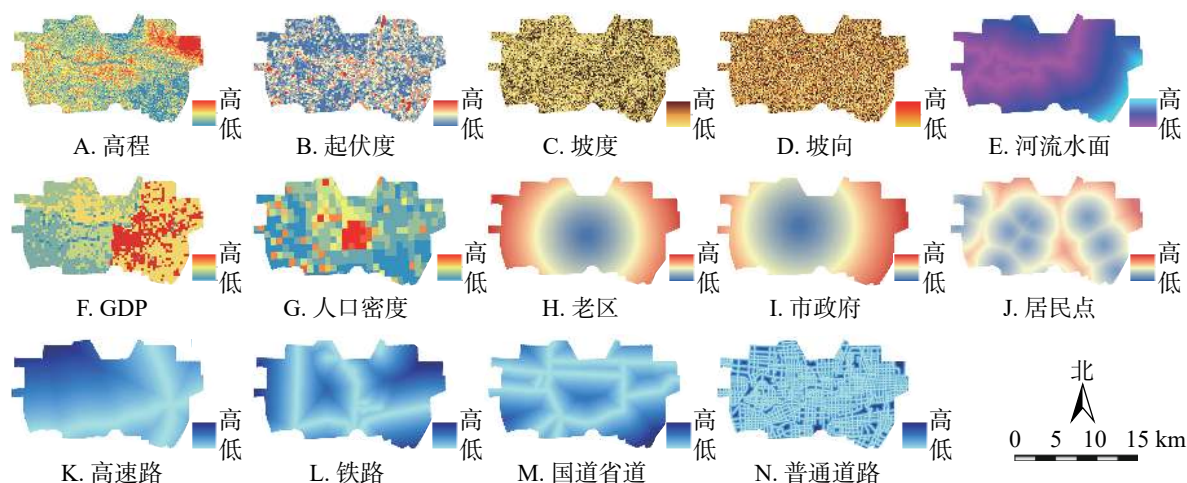 高
低
高
低
高
低
高
低
高
低
A. 高程
B. 起伏度
C. 坡度
D. 坡向
E. 河流水面
高
低
高
低
高
低
高
低
高
低
F. GDP
G. 人口密度
H. 老区
I. 市政府
J. 居民点
高
低
高
低
高
低
高
低
K. 高速路
L. 铁路
M. 国道省道
N. 普通道路
北
0 5 10 15 km